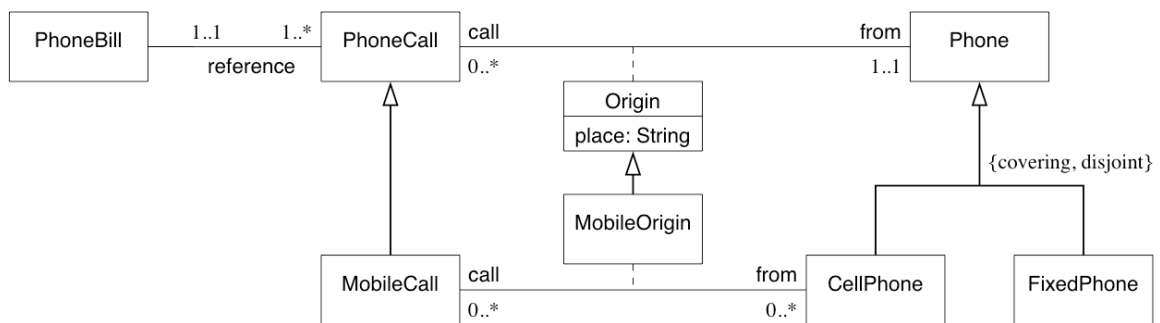 PhoneBill
1..1
1..*
reference
PhoneCall
call
0..*
from
1..1
Phone
Origin
place: String
{covering, disjoint}
MobileOrigin
MobileCall
call
0..*
from
0..*
CellPhone
FixedPhone